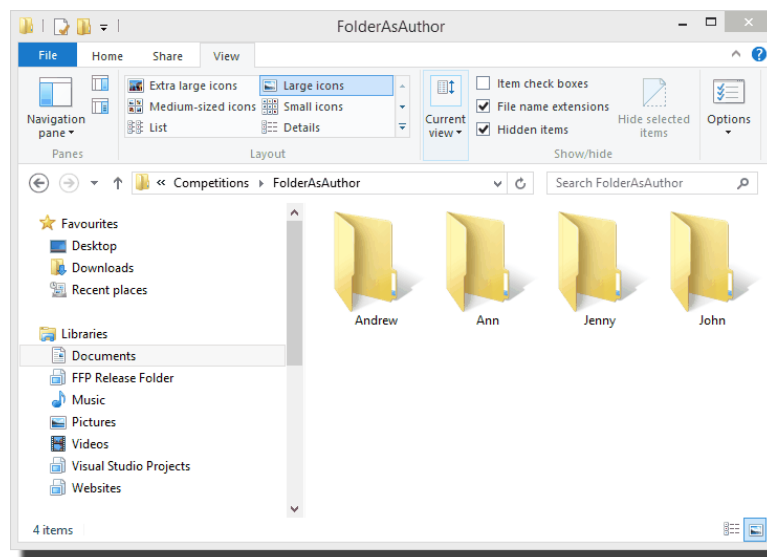 FolderAsAuthor
File Home Share View
Navigation pane
Extra large icons Large icons
Medium-sized icons Small icons
List Details
Current view
Item check boxes
File name extensions
Hidden items
Hide selected items
Options
Panes Layout Show/hide
« Competitions FolderAsAuthor Search FolderAsAuthor
Favourites
Desktop
Downloads
Recent places
Libraries
Documents
FFP Release Folder
Music
Pictures
Videos
Visual Studio Projects
Websites
Andrew Ann Jenny John
4 items